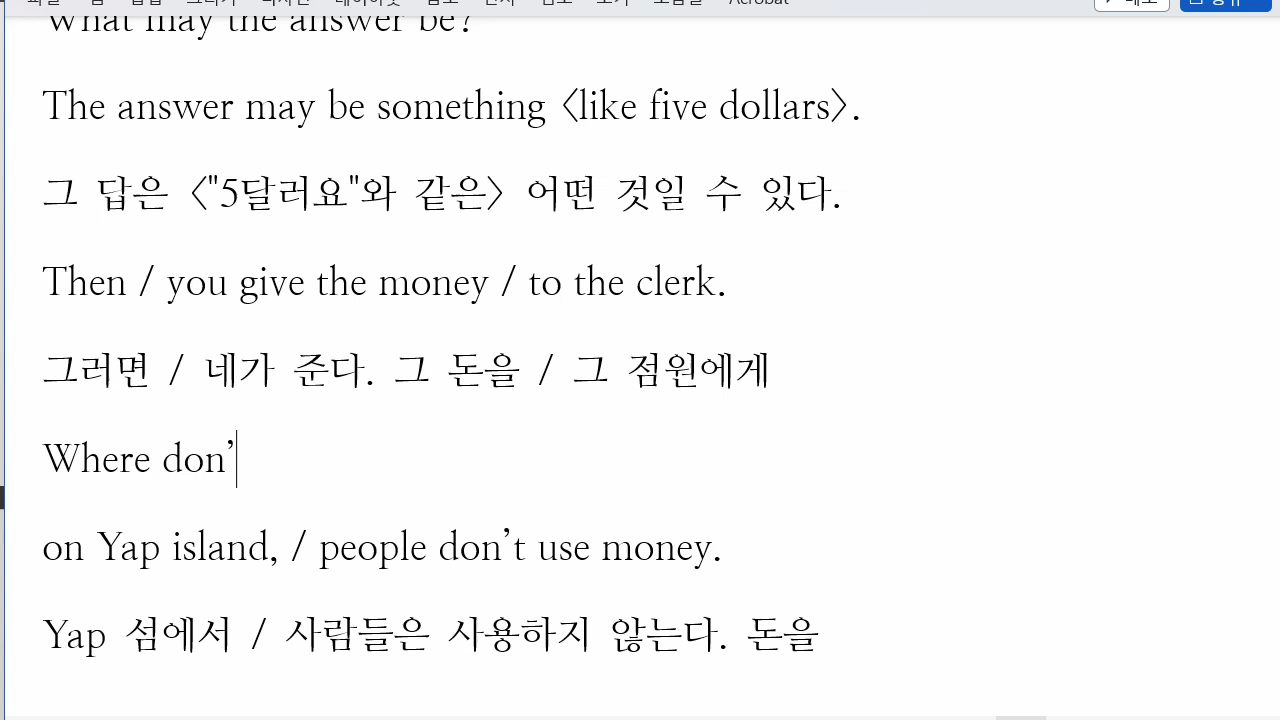 Acrobat
What may the answer be?
The answer may be something 〈like five dollars〉.
그 답은 〈"5달러요"와 같은〉 어떤 것일 수 있다.
Then / you give the money / to the clerk.
그러면 / 네가 준다. 그 돈을 / 그 점원에게
Where don’
on Yap island, / people don’t use money.
Yap 섬에서 / 사람들은 사용하지 않는다. 돈을